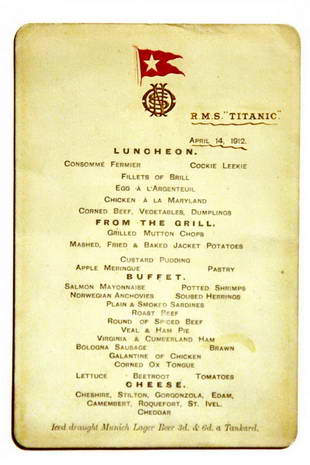 R.M.S. "TITANIC"
APRIL 14, 1912.
LUNCHEON.
CONSOMMÉ FERMIER COCKIE LEEKIE
FILLETS OF BRILL
EGG À L'ARGENTEUIL
CHICKEN À LA MARYLAND
CORNED BEEF, VEGETABLES, DUMPLINGS
FROM THE GRILL.
GRILLED MUTTON CHOPS
MASHED, FRIED & BAKED JACKET POTATOES
CUSTARD PUDDING
APPLE MERINGUE PASTRY
BUFFET.
SALMON MAYONNAISE POTTED SHRIMPS
NORWEGIAN ANCHOVIES SOUSED HERRINGS
PLAIN & SMOKED SARDINES
ROAST BEEF
ROUND OF SPICED BEEF
VEAL & HAM PIE
VIRGINIA & CUMBERLAND HAM
BOLOGNA SAUSAGE BRAWN
GALANTINE OF CHICKEN
CORNED OX TONGUE
LETTUCE BEETROOT TOMATOES
CHEESE.
CHESHIRE, STILTON, GORGONZOLA, EDAM,
CAMEMBERT, ROQUEFORT, ST. IVEL,
CHEDDAR
Iced draught Munich Lager Beer 3d. & 6d. a Tankard.